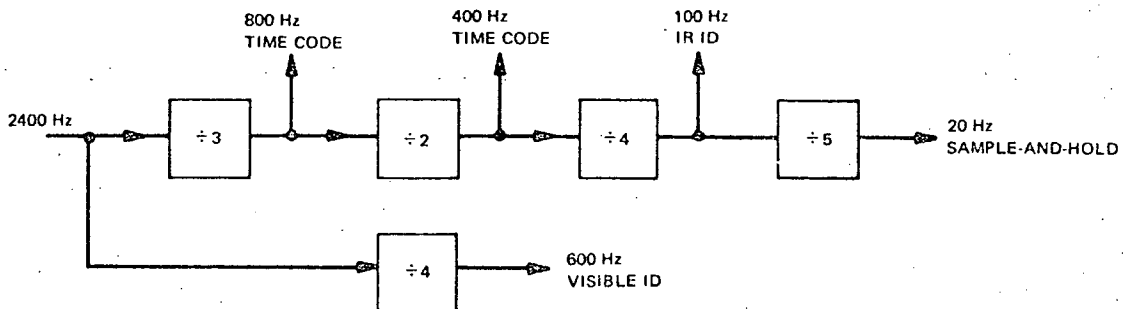 800 Hz
TIME CODE
400 Hz
TIME CODE
100 Hz
IR ID
2400 Hz
÷3
÷2
÷4
÷5
20 Hz
SAMPLE-AND-HOLD
÷4
600 Hz
VISIBLE ID